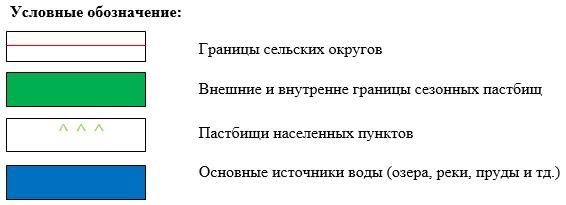 Условные обозначение:
Границы сельских округов
Внешние и внутренне границы сезонных пастбищ
Пастбищи населенных пунктов
Основные источники воды (озера, реки, пруды и тд.)